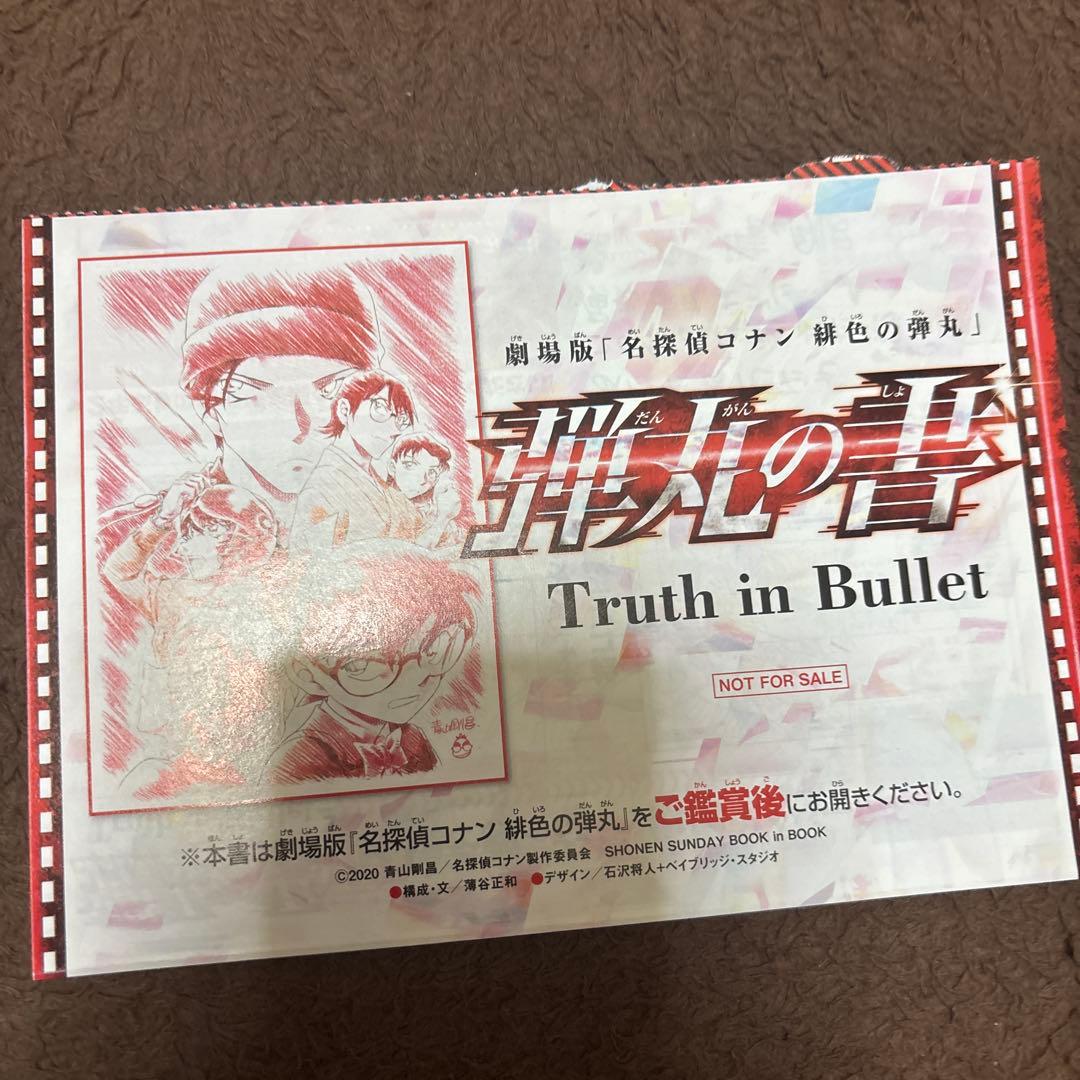 劇場版「名探偵コナン 緋色の弾丸」
弾丸の書
Truth in Bullet
NOT FOR SALE
青山剛昌
※本書は劇場版『名探偵コナン 緋色の弾丸』をご鑑賞後にお開きください。
©2020 青山剛昌/名探偵コナン製作委員会 SHONEN SUNDAY BOOK in BOOK
●構成・文/薄谷正和 ●デザイン/石沢将人+ベイブリッジ・スタジオ